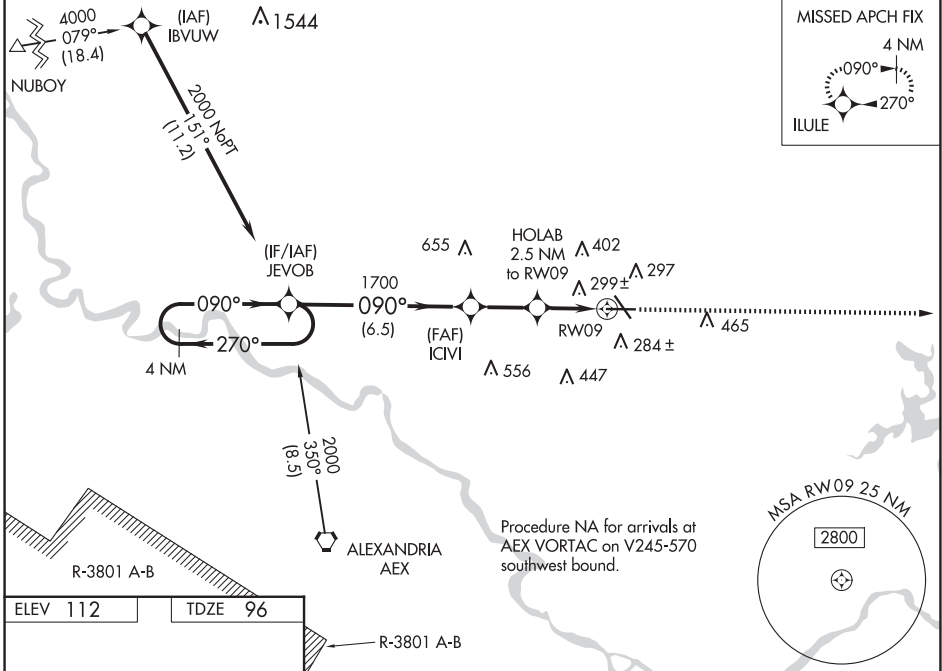 4000
079°
(18.4)
NUBOY
(IAF)
IBVUW
1544
2000 NoPT
151°
(11.2)
MISSED APCH FIX
4 NM
090°
270°
ILULE
(IF/IAF)
JEVOB
090°
270°
4 NM
1700
090°
(6.5)
655
(FAF)
ICIVI
HOLAB
2.5 NM
to RW09
402
299±
297
RW09
284±
465
556
447
2000
350°
(8.5)
ALEXANDRIA
AEX
Procedure NA for arrivals at
AEX VORTAC on V245-570
southwest bound.
MSA RW09 25 NM
2800
R-3801 A-B
ELEV 112
TDZE 96
R-3801 A-B